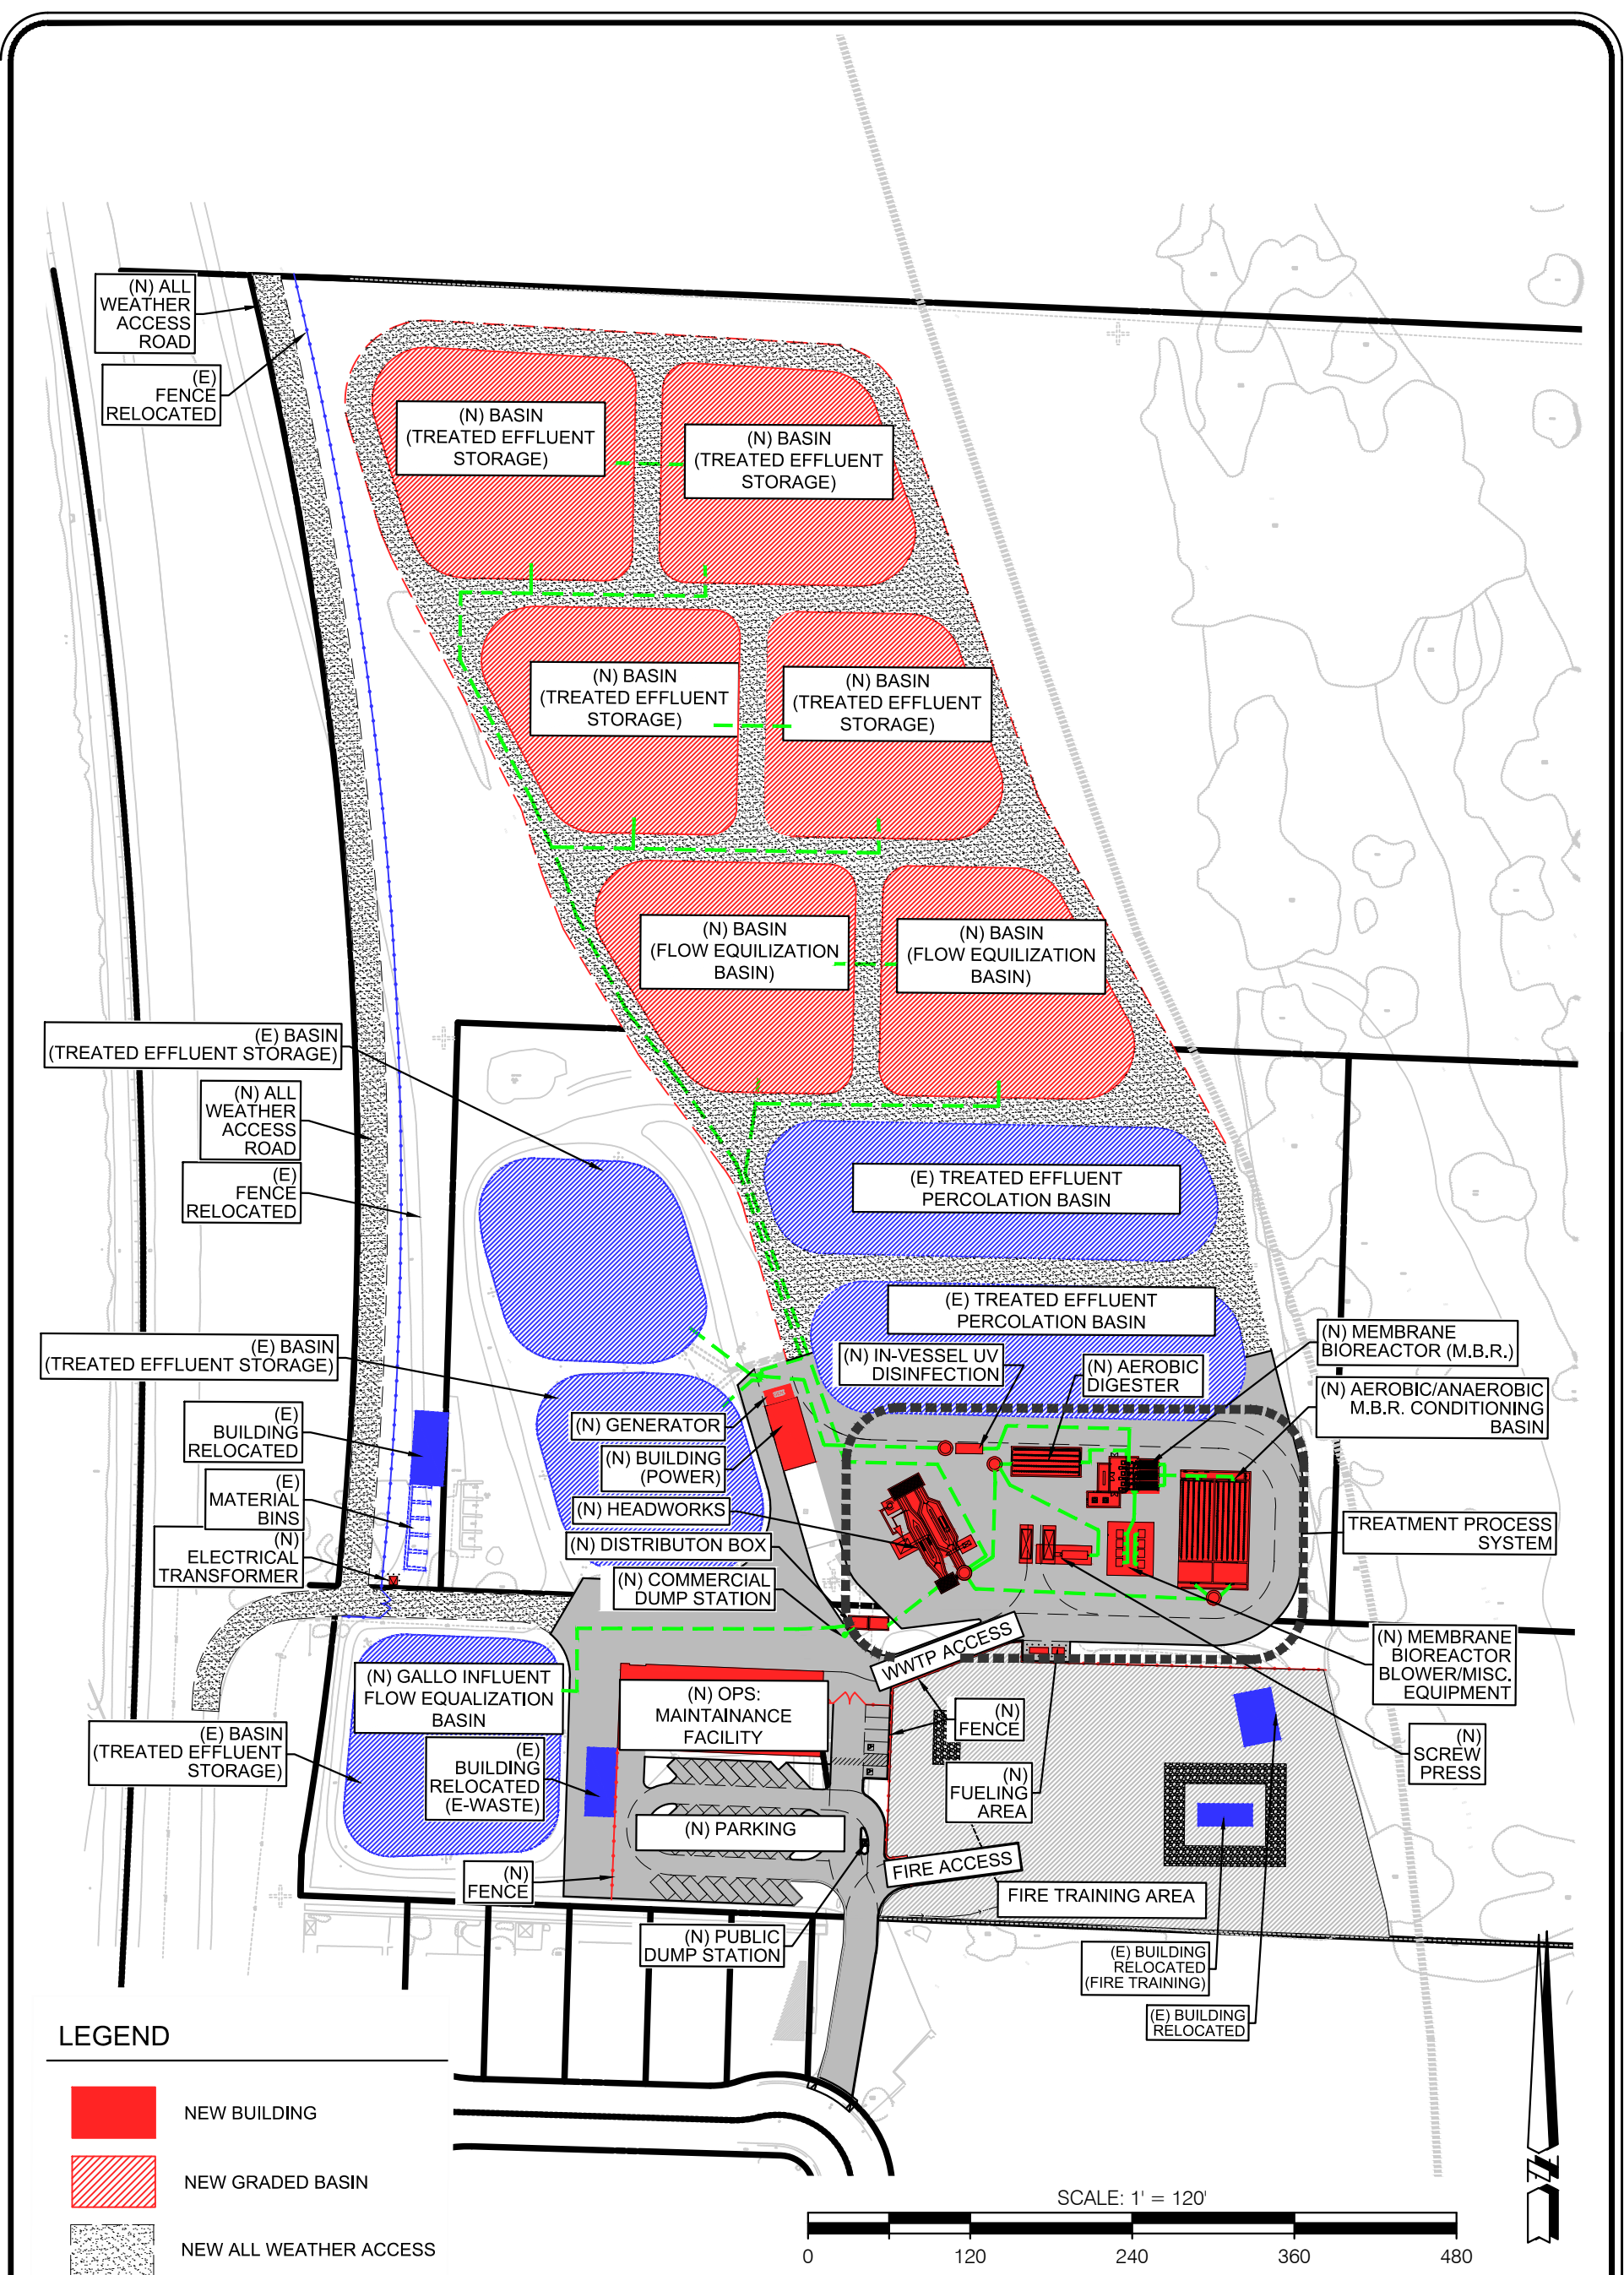 (N) ALL
WEATHER
ACCESS
ROAD
(E)
FENCE
RELOCATED
(N) BASIN
(TREATED EFFLUENT
STORAGE)
(N) BASIN
(TREATED EFFLUENT
STORAGE)
(N) BASIN
(TREATED EFFLUENT
STORAGE)
(N) BASIN
(TREATED EFFLUENT
STORAGE)
(N) BASIN
(FLOW EQUILIZATION
BASIN)
(N) BASIN
(FLOW EQUILIZATION
BASIN)
(E) BASIN
(TREATED EFFLUENT STORAGE)
(N) ALL
WEATHER
ACCESS
ROAD
(E)
FENCE
RELOCATED
(E) TREATED EFFLUENT
PERCOLATION BASIN
(E) TREATED EFFLUENT
PERCOLATION BASIN
(E) BASIN
(TREATED EFFLUENT STORAGE)
(N) IN-VESSEL UV
DISINFECTION
(N) AEROBIC
DIGESTER
(N) MEMBRANE
BIOREACTOR (M.B.R.)
(N) AEROBIC/ANAEROBIC
M.B.R. CONDITIONING
BASIN
(E)
BUILDING
RELOCATED
(N) GENERATOR
(N) BUILDING
(POWER)
(E)
MATERIAL
BINS
(N) HEADWORKS
(N) DISTRIBUTON BOX
TREATMENT PROCESS
SYSTEM
(N)
ELECTRICAL
TRANSFORMER
(N) COMMERCIAL
DUMP STATION
WWTP ACCESS
(N) MEMBRANE
BIOREACTOR
BLOWER/MISC.
EQUIPMENT
(N) GALLO INFLUENT
FLOW EQUALIZATION
BASIN
(N) OPS:
MAINTAINANCE
FACILITY
(N)
FENCE
(E) BASIN
(TREATED EFFLUENT
STORAGE)
(E)
BUILDING
RELOCATED
(E-WASTE)
(N)
SCREW
PRESS
(N)
FUELING
AREA
(N) PARKING
FIRE ACCESS
(N)
FENCE
FIRE TRAINING AREA
(N) PUBLIC
DUMP STATION
(E) BUILDING
RELOCATED
(FIRE TRAINING)
(E) BUILDING
RELOCATED
LEGEND
NEW BUILDING
NEW GRADED BASIN
NEW ALL WEATHER ACCESS
SCALE: 1' = 120'
0 120 240 360 480
N